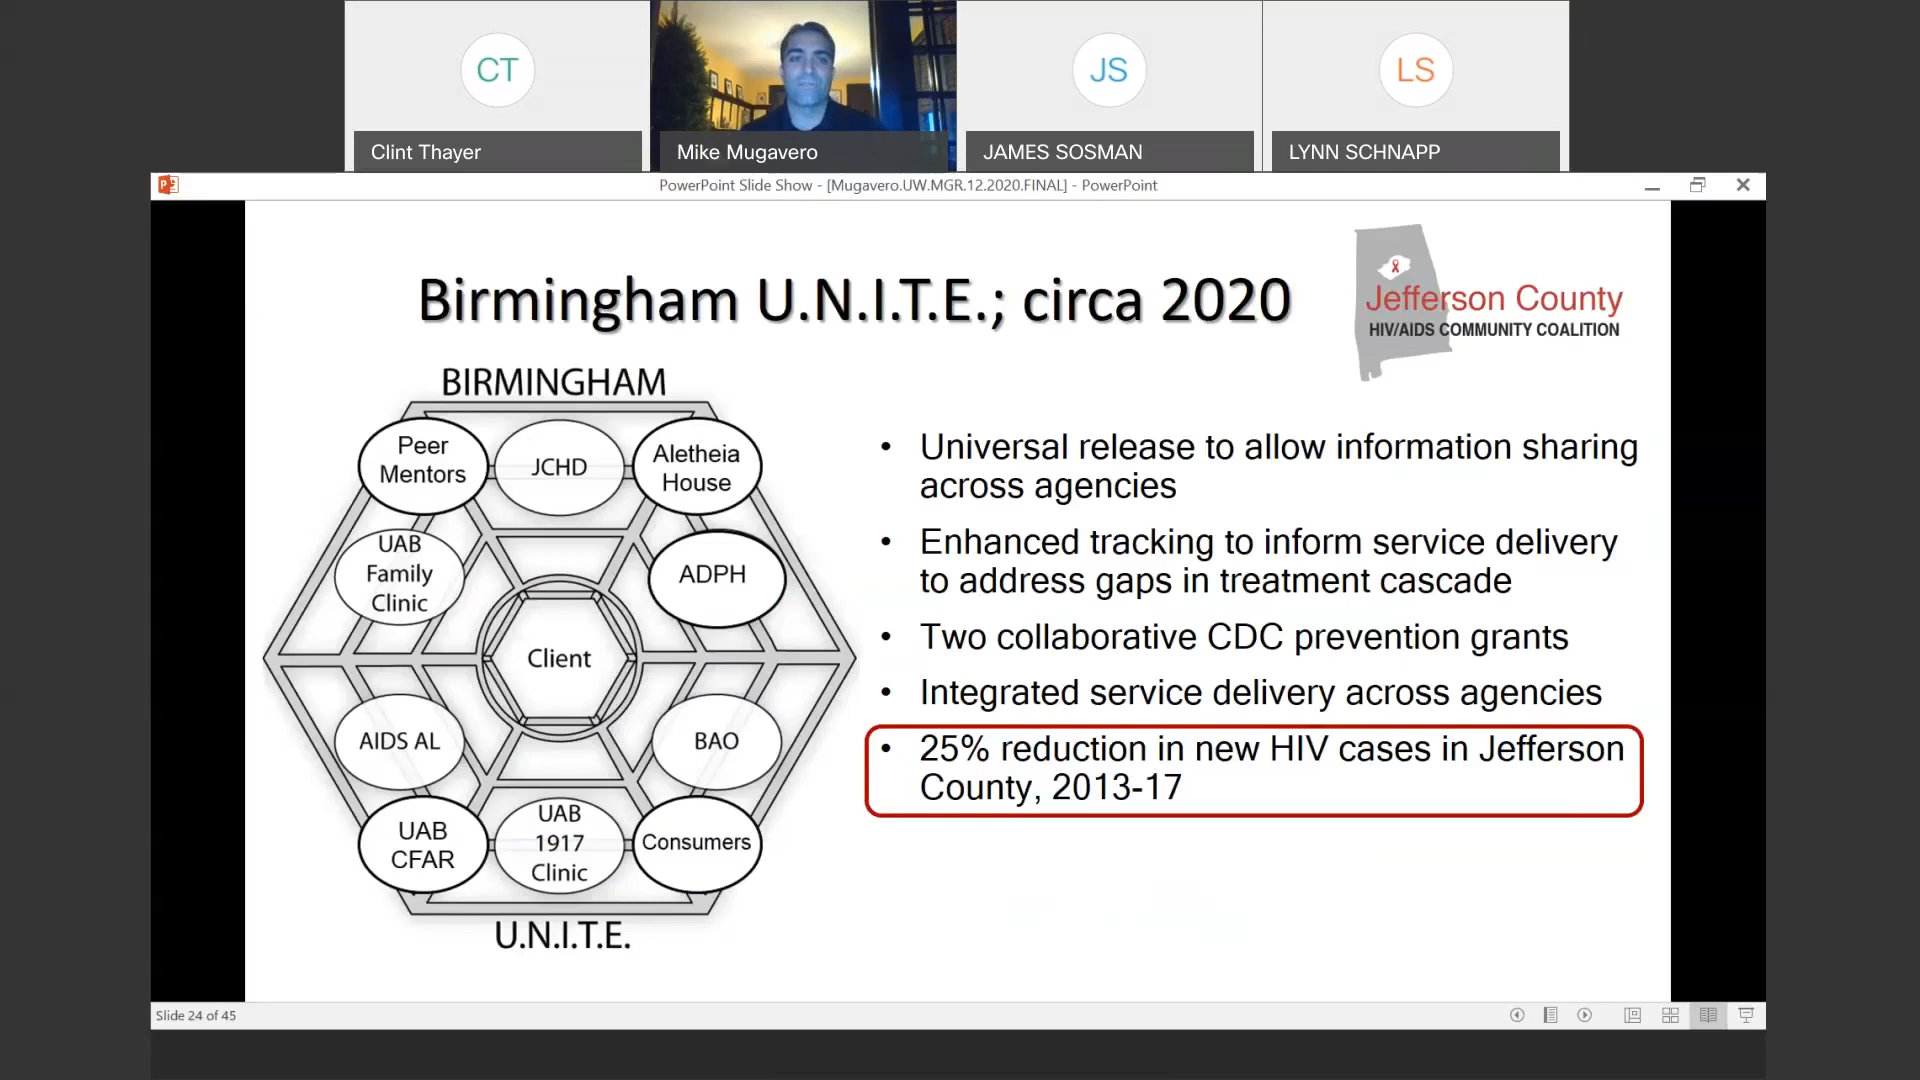 CT
JS
LS
Clint Thayer
Mike Mugavero
JAMES SOSMAN
LYNN SCHNAPP
PowerPoint Slide Show - [Mugavero.UW.MGR.12.2020.FINAL] - PowerPoint
Birmingham U.N.I.T.E.; circa 2020
Jefferson County
HIV/AIDS COMMUNITY COALITION
BIRMINGHAM
Peer
Mentors
JCHD
Aletheia
House
UAB
Family
Clinic
ADPH
Client
AIDS AL
BAO
UAB
CFAR
UAB
1917
Clinic
Consumers
U.N.I.T.E.
• Universal release to allow information sharing
across agencies
• Enhanced tracking to inform service delivery
to address gaps in treatment cascade
• Two collaborative CDC prevention grants
• Integrated service delivery across agencies
• 25% reduction in new HIV cases in Jefferson
County, 2013-17
Slide 24 of 45